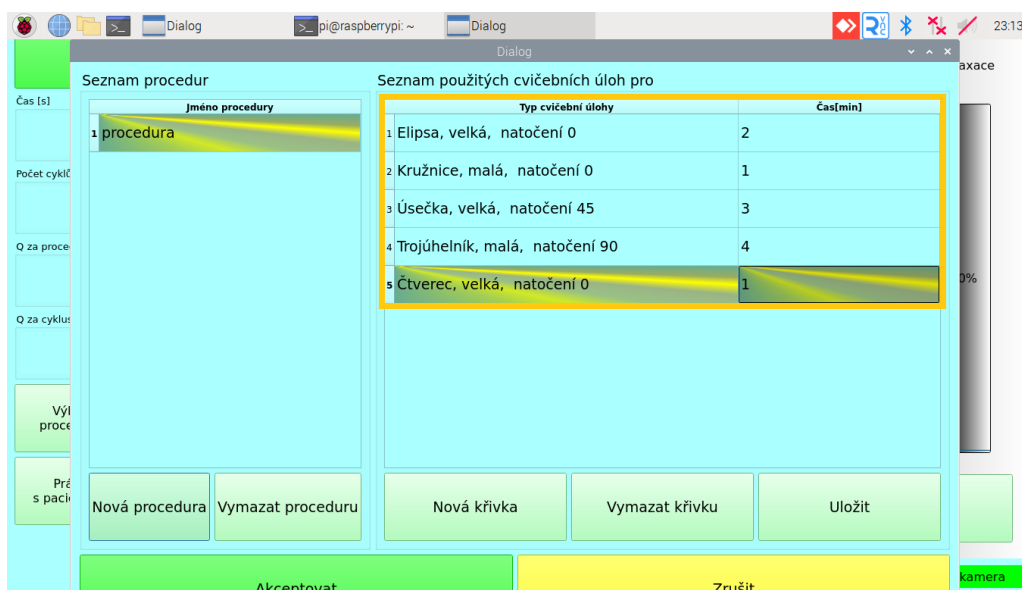 Dialog
pi@raspberrypi: ~
Dialog
23:13
Dialog
axace
Seznam procedur
Seznam použitých cvičebních úloh pro
Čas [s]
Jméno procedury
Typ cvičební úlohy
Čas[min]
1 procedura
1 Elipsa, velká, natočení 0
2
Počet cyklů
2 Kružnice, malá, natočení 0
1
3 Úsečka, velká, natočení 45
3
Q za proce
4 Trojúhelník, malá, natočení 90
4
5 Čtverec, velká, natočení 0
1
0%
Q za cyklus
Výl
proce
Prá
s pacie
Nová procedura
Vymazat proceduru
Nová křivka
Vymazat křivku
Uložit
Akceptovat
Zrušit
kamera